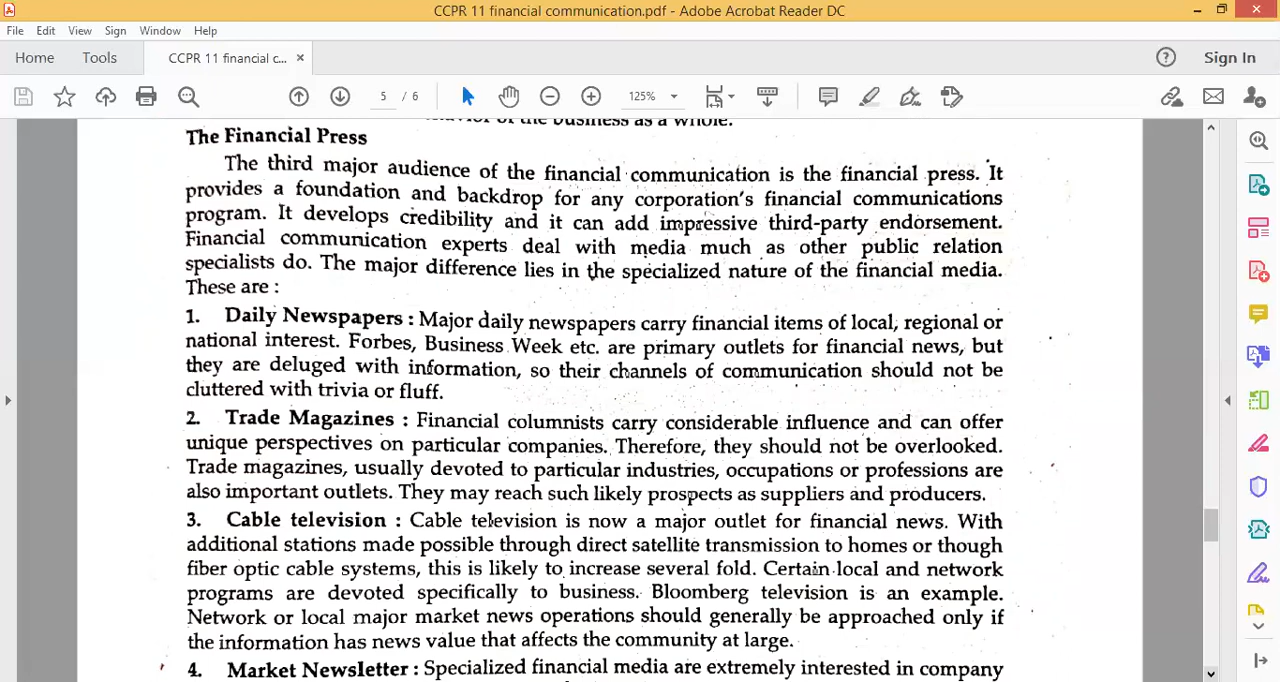 CCPR 11 financial communication.pdf - Adobe Acrobat Reader DC
File Edit View Sign Window Help
Home Tools CCPR 11 financial c... × Sign In
5 / 6 125%
of the business as a whole.
The Financial Press
The third major audience of the financial communication is the financial press. It
provides a foundation and backdrop for any corporation's financial communications
program. It develops credibility and it can add impressive third-party endorsement.
Financial communication experts deal with media much as other public relation
specialists do. The major difference lies in the specialized nature of the financial media.
These are :
1. Daily Newspapers : Major daily newspapers carry financial items of local, regional or
national interest. Forbes, Business Week etc. are primary outlets for financial news, but
they are deluged with information, so their channels of communication should not be
cluttered with trivia or fluff.
2. Trade Magazines : Financial columnists carry considerable influence and can offer
unique perspectives on particular companies. Therefore, they should not be overlooked.
Trade magazines, usually devoted to particular industries, occupations or professions are
also important outlets. They may reach such likely prospects as suppliers and producers.
3. Cable television : Cable television is now a major outlet for financial news. With
additional stations made possible through direct satellite transmission to homes or though
fiber optic cable systems, this is likely to increase several fold. Certain local and network
programs are devoted specifically to business. Bloomberg television is an example.
Network or local major market news operations should generally be approached only if
the information has news value that affects the community at large.
4. Market Newsletter : Specialized financial media are extremely interested in company